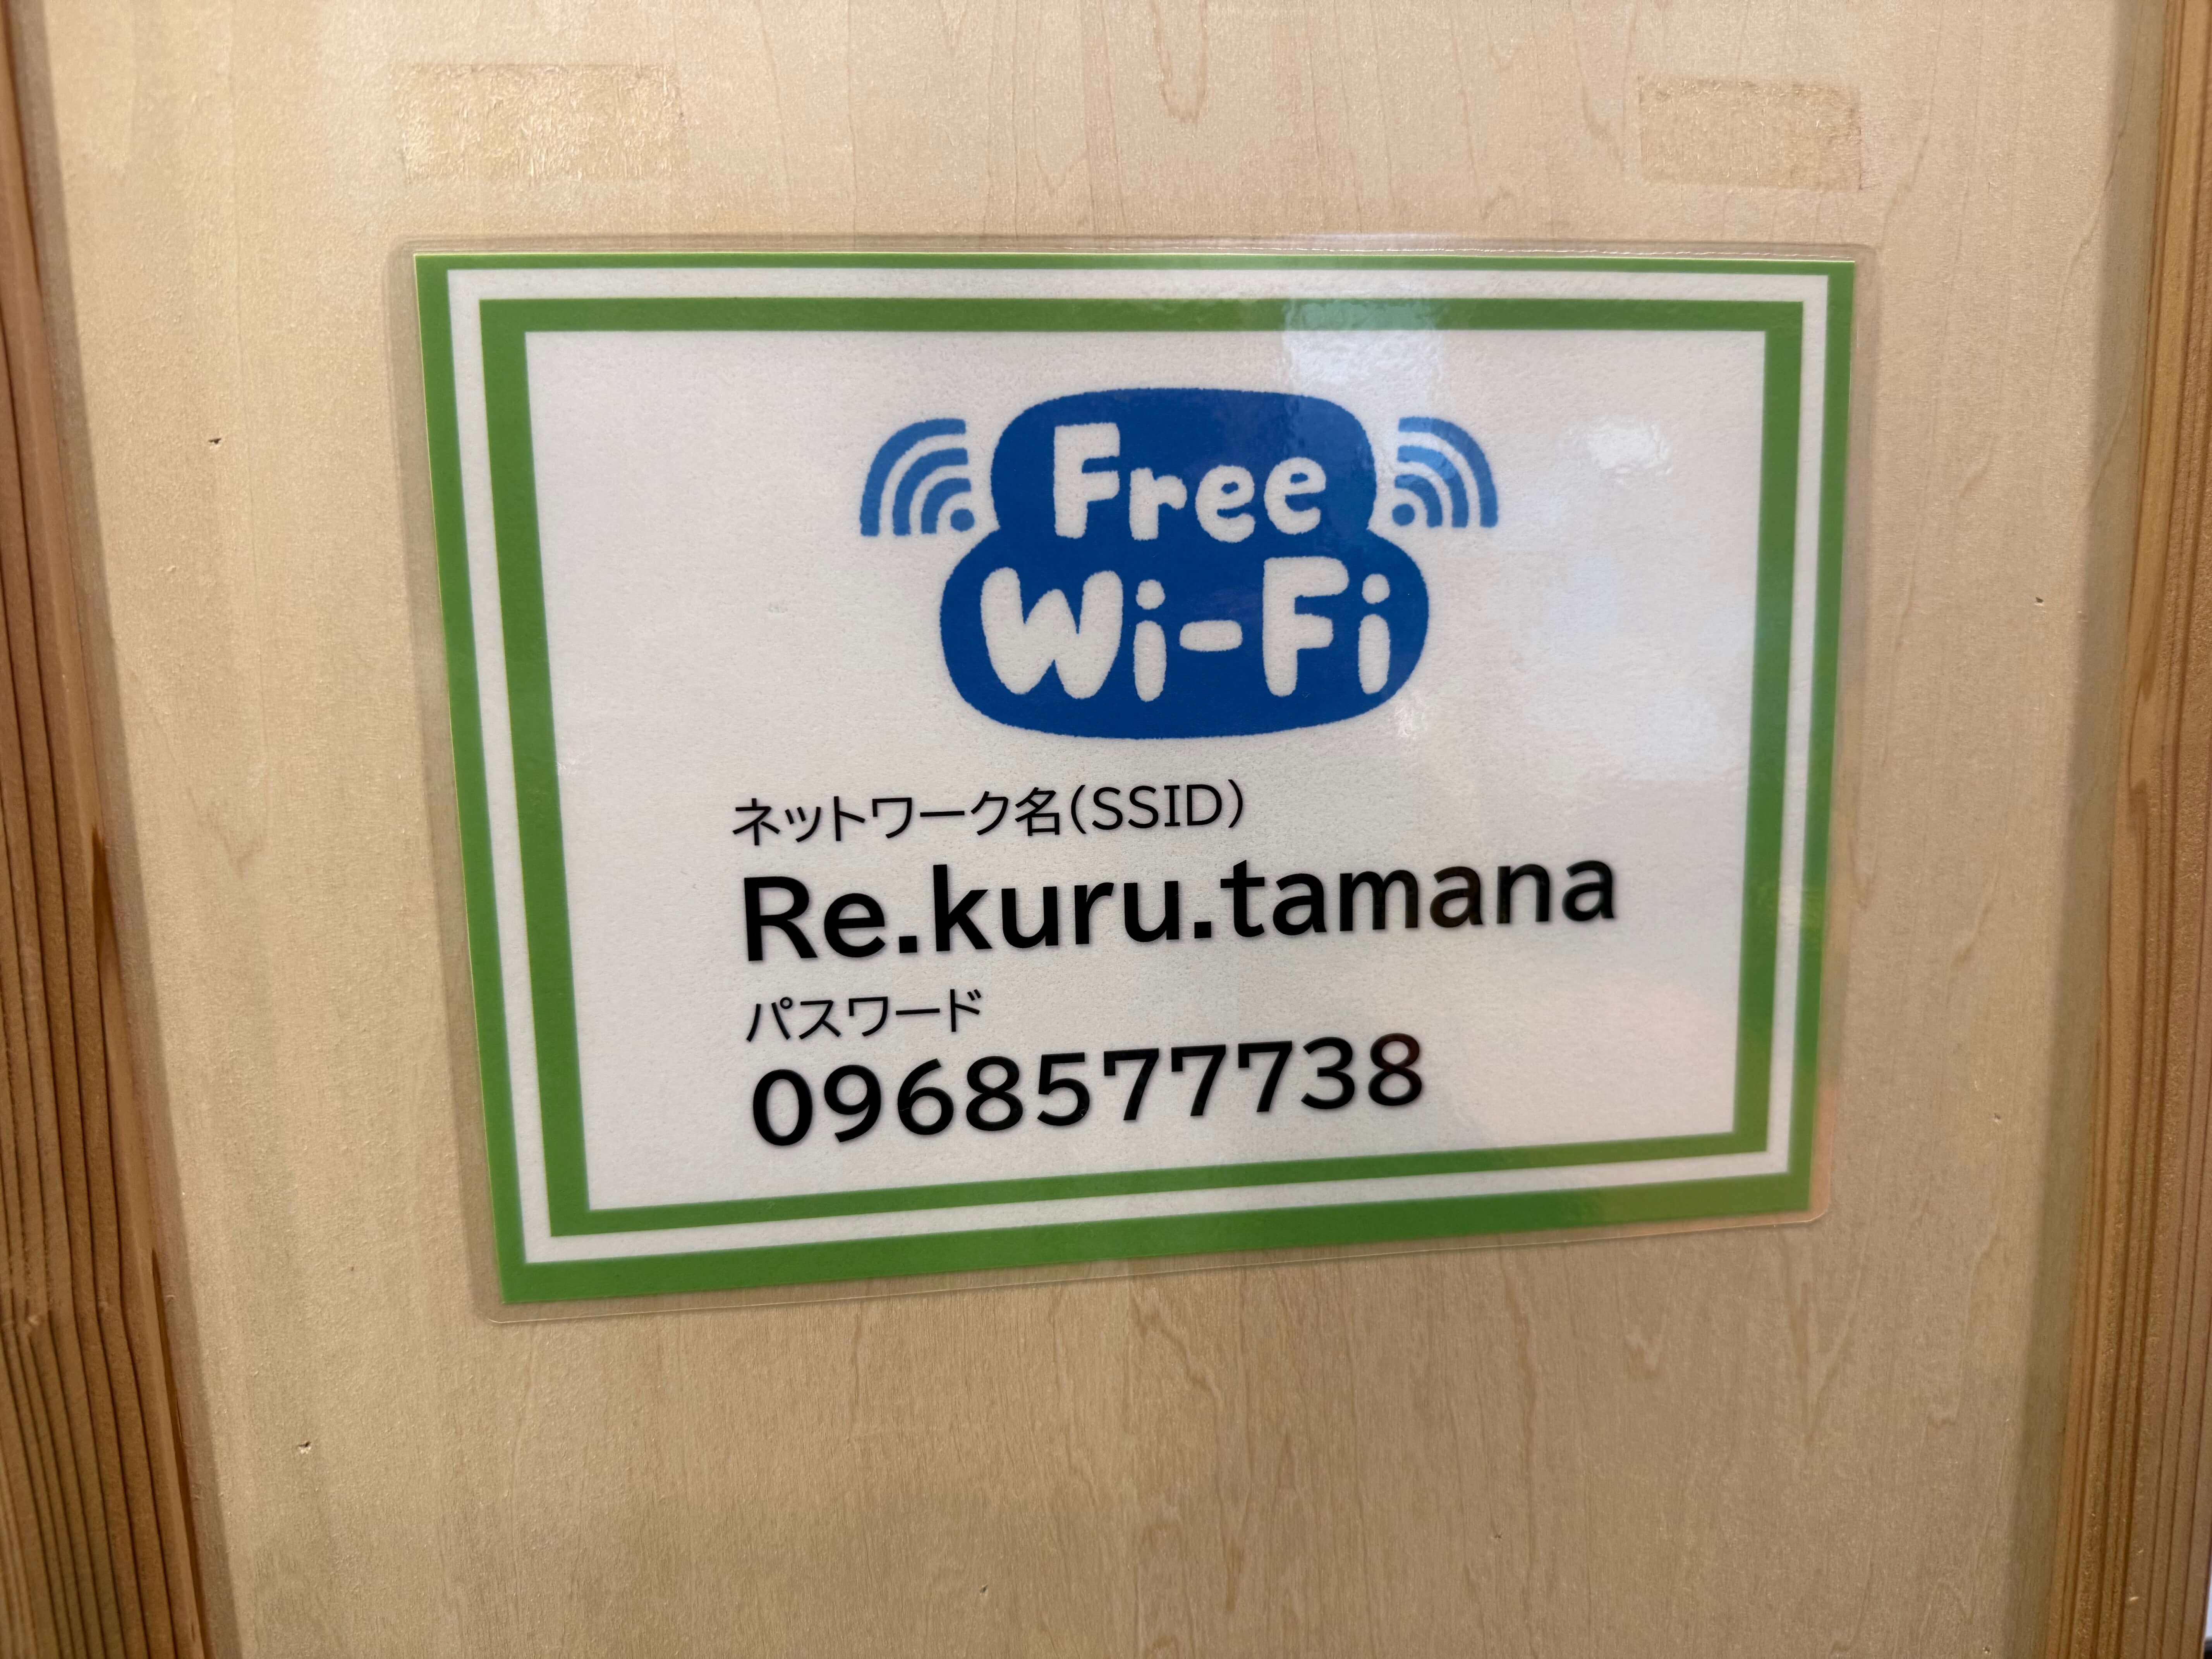 Free
Wi-Fi
ネットワーク名(SSID)
Re.kuru.tamana
パスワード
0968577738